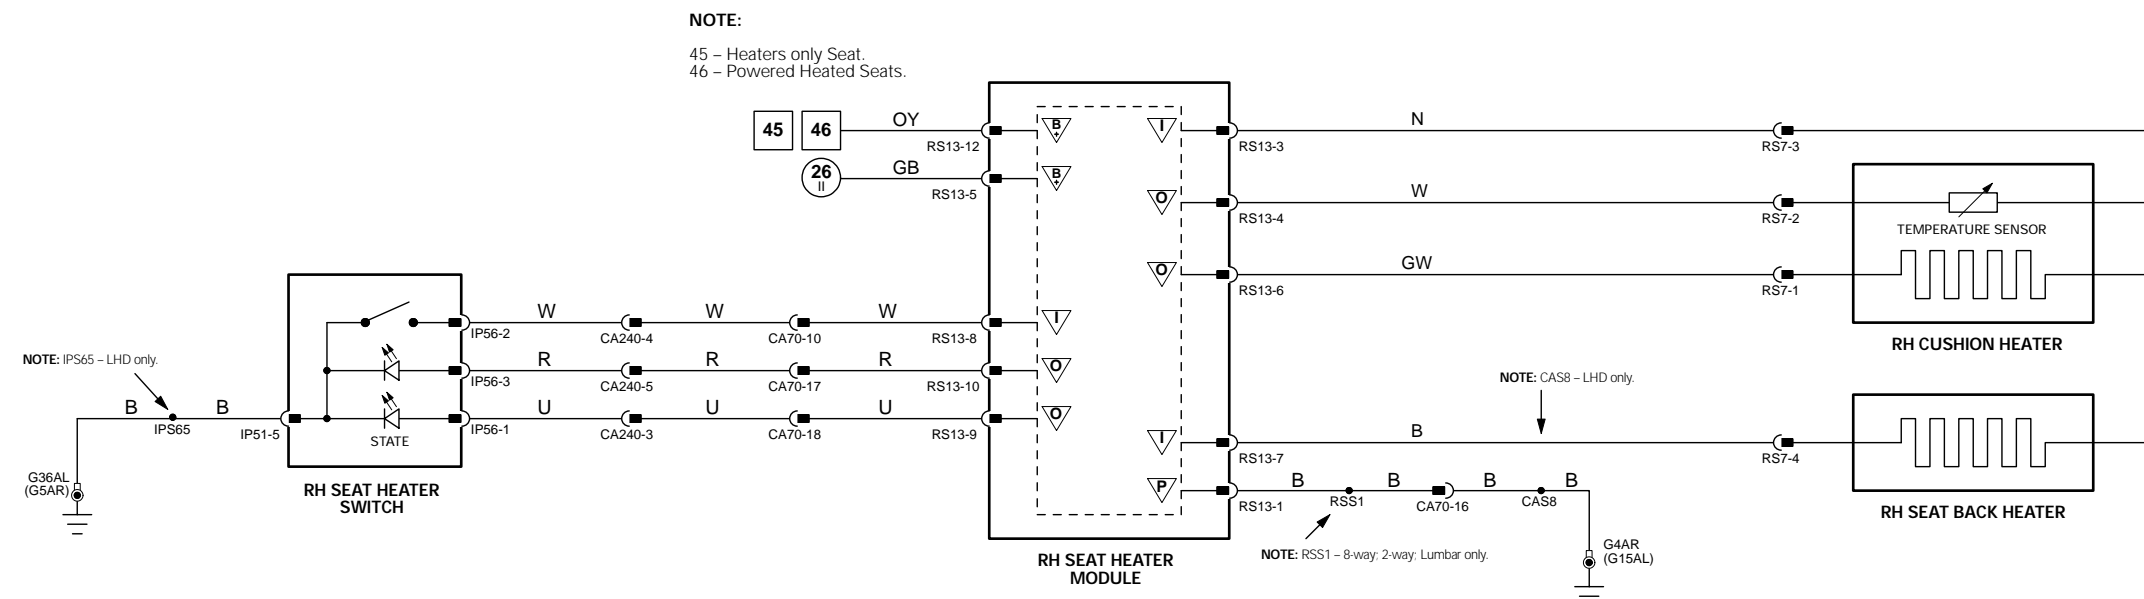 NOTE:
45 – Heaters only Seat.
46 – Powered Heated Seats.
45
46
OY
RS13-12
B
+
I
RS13-3
N
RS7-3
26
II
GB
RS13-5
B
+
O
RS13-4
W
RS7-2
TEMPERATURE SENSOR
O
RS13-6
GW
RS7-1
RH CUSHION HEATER
IP56-2
W
CA240-4
W
CA70-10
W
RS13-8
I
IP56-3
R
CA240-5
R
CA70-17
R
RS13-10
O
NOTE: IPS65 – LHD only.
B
IPS65
B
IP51-5
STATE
IP56-1
U
CA240-3
U
CA70-18
U
RS13-9
O
G36AL
(G5AR)
RH SEAT HEATER
SWITCH
NOTE: CAS8 – LHD only.
I
RS13-7
B
RS7-4
P
RS13-1
B
RSS1
B
CA70-16
B
CAS8
B
RH SEAT BACK HEATER
NOTE: RSS1 – 8-way; 2-way; Lumbar only.
G4AR
(G15AL)
RH SEAT HEATER
MODULE